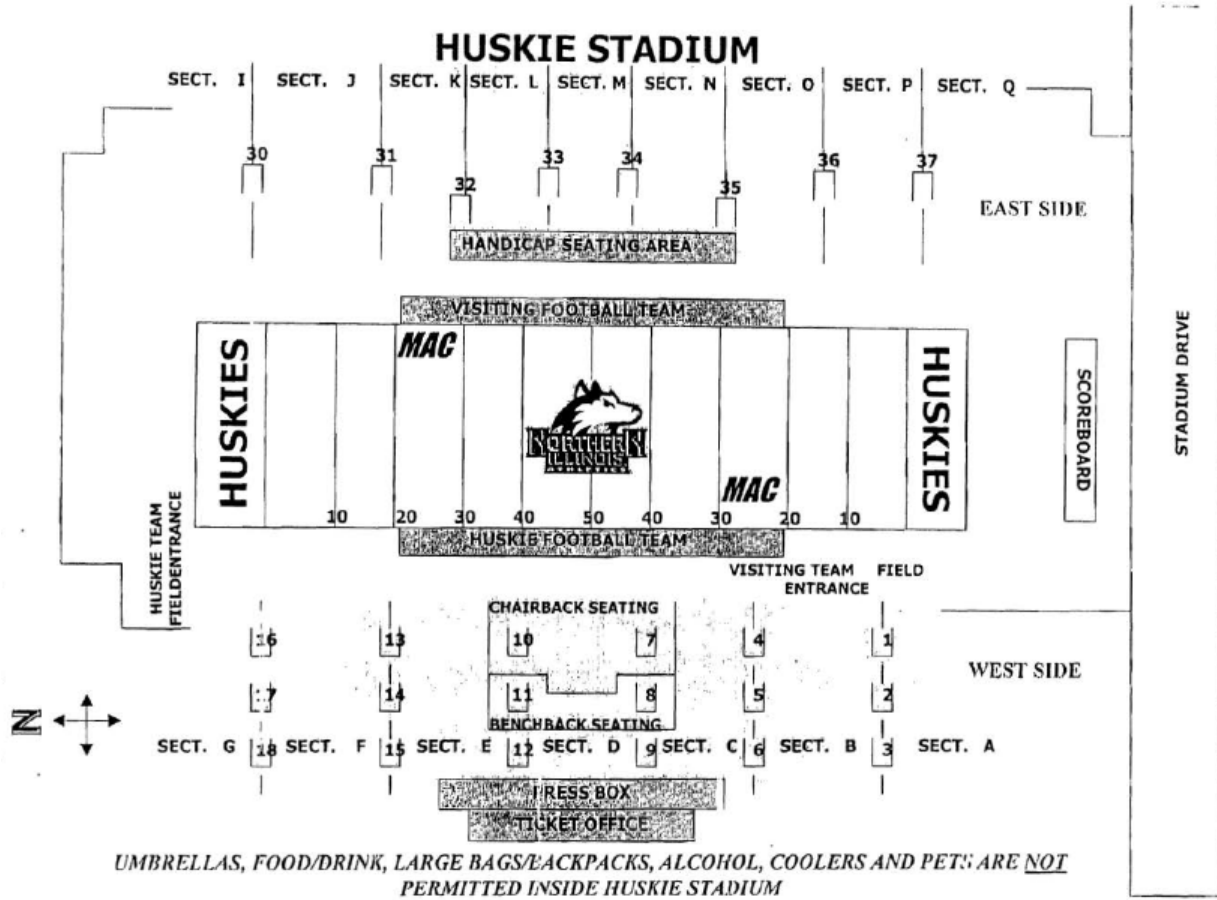 HUSKIE STADIUM
SECT. I SECT. J SECT. K SECT. L SECT. M SECT. N SECT. O SECT. P SECT. Q
30 31 33 34 36 37
32 35
EAST SIDE
HANDICAP SEATING AREA
VISITING FOOTBALL TEAM
HUSKIES
MAC
NORTHERN
ILLINOIS
MAC
HUSKIES
SCOREBOARD
STADIUM DRIVE
10 20 30 40 50 40 30 20 10
HUSKIE FOOTBALL TEAM
HUSKIE TEAM
FIELDENTRANCE
VISITING TEAM FIELD
ENTRANCE
CHAIRBACK SEATING
16 13 10 7 4 1
WEST SIDE
17 14 11 8 5 2
N
BENCHBACK SEATING
SECT. G 18 SECT. F 15 SECT. E 12 SECT. D 9 SECT. C 6 SECT. B 3 SECT. A
PRESS BOX
TICKET OFFICE
UMBRELLAS, FOOD/DRINK, LARGE BAGS/BACKPACKS, ALCOHOL, COOLERS AND PETS ARE NOT
PERMITTED INSIDE HUSKIE STADIUM